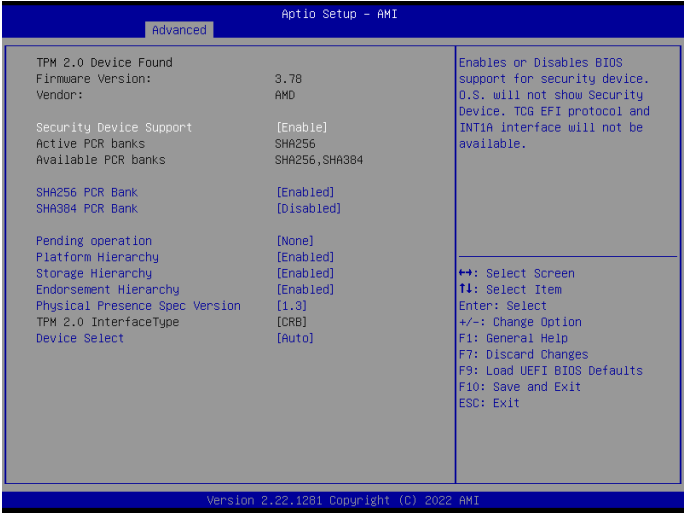 Aptio Setup – AMI
Advanced
TPM 2.0 Device Found
Firmware Version: 3.78
Vendor: AMD
Security Device Support [Enable]
Active PCR banks SHA256
Available PCR banks SHA256,SHA384
SHA256 PCR Bank [Enabled]
SHA384 PCR Bank [Disabled]
Pending operation [None]
Platform Hierarchy [Enabled]
Storage Hierarchy [Enabled]
Endorsement Hierarchy [Enabled]
Physical Presence Spec Version [1.3]
TPM 2.0 InterfaceType [CRB]
Device Select [Auto]
Enables or Disables BIOS
support for security device.
O.S. will not show Security
Device. TCG EFI protocol and
INT1A interface will not be
available.
↔: Select Screen
↑↓: Select Item
Enter: Select
+/-: Change Option
F1: General Help
F7: Discard Changes
F9: Load UEFI BIOS Defaults
F10: Save and Exit
ESC: Exit
Version 2.22.1281 Copyright (C) 2022 AMI